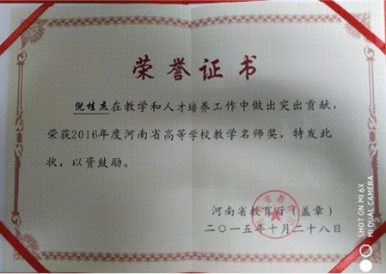 荣誉证书
倪桂杰在教学和人才培养工作中做出突出贡献，
荣获2016年度河南省高等学校教学名师奖，特发此
状，以资鼓励。
河南省教育厅（盖章）
二〇一五年十月二十八日
SHOT ON MI 6X
MI DUAL CAMERA